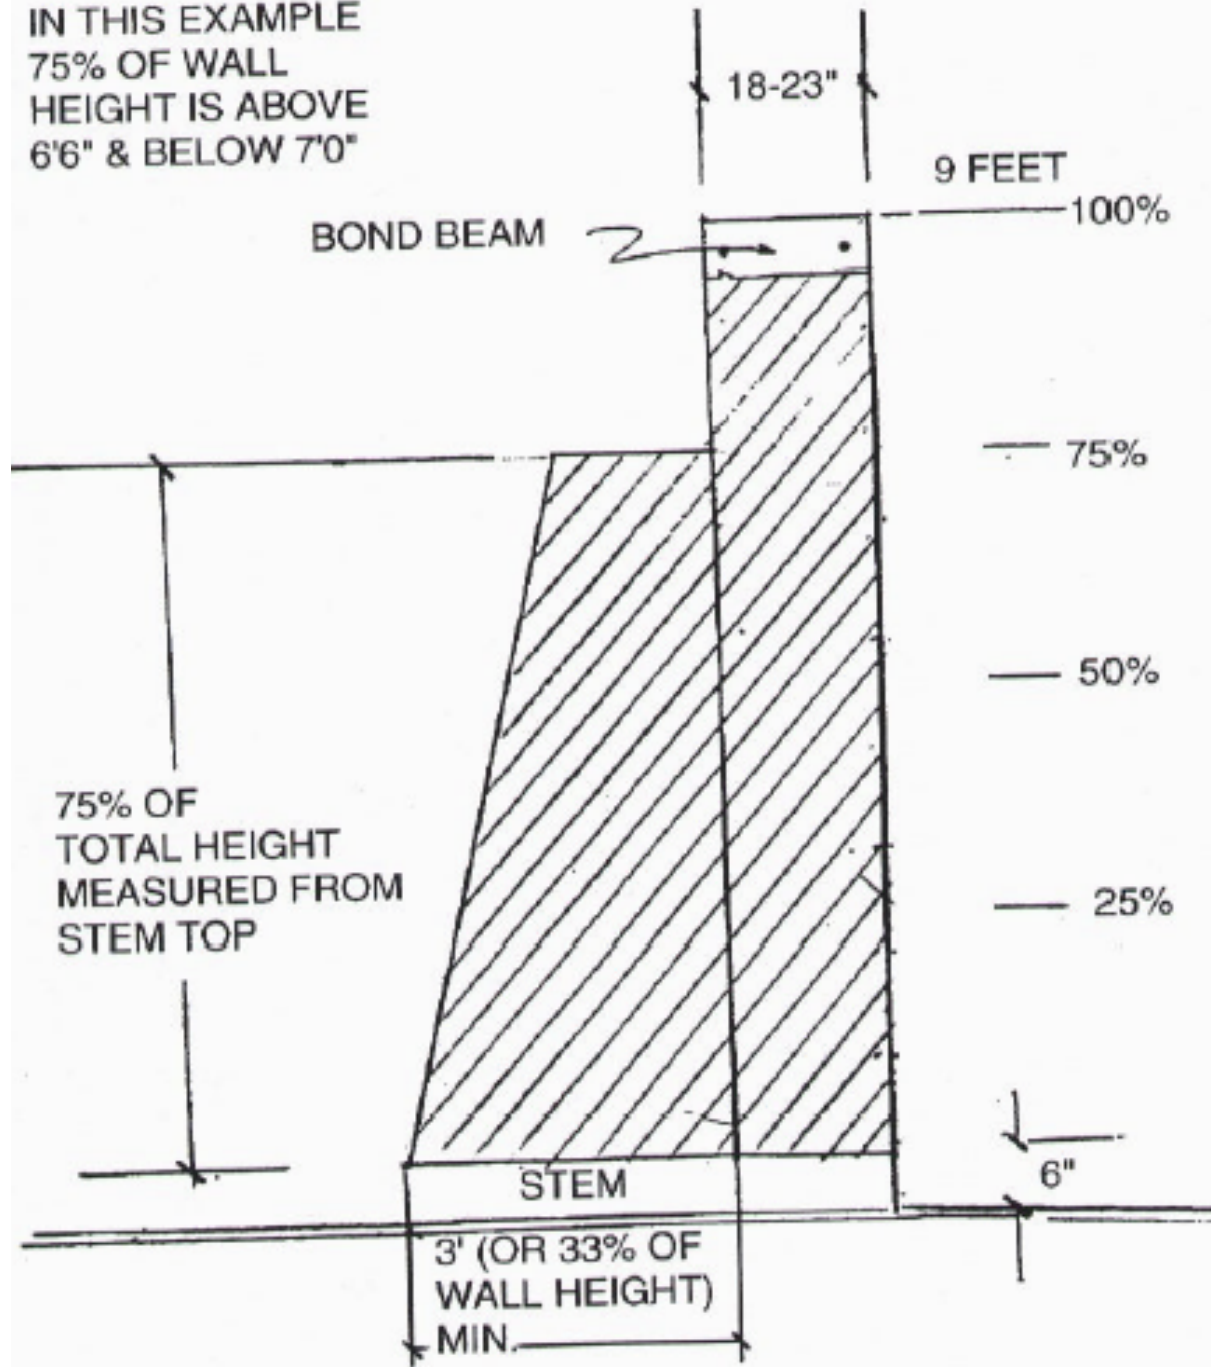 IN THIS EXAMPLE
75% OF WALL
HEIGHT IS ABOVE
6'6" & BELOW 7'0"
18-23"
9 FEET
100%
BOND BEAM
75%
50%
75% OF
TOTAL HEIGHT
MEASURED FROM
STEM TOP
25%
STEM
6"
3' (OR 33% OF
WALL HEIGHT)
MIN.